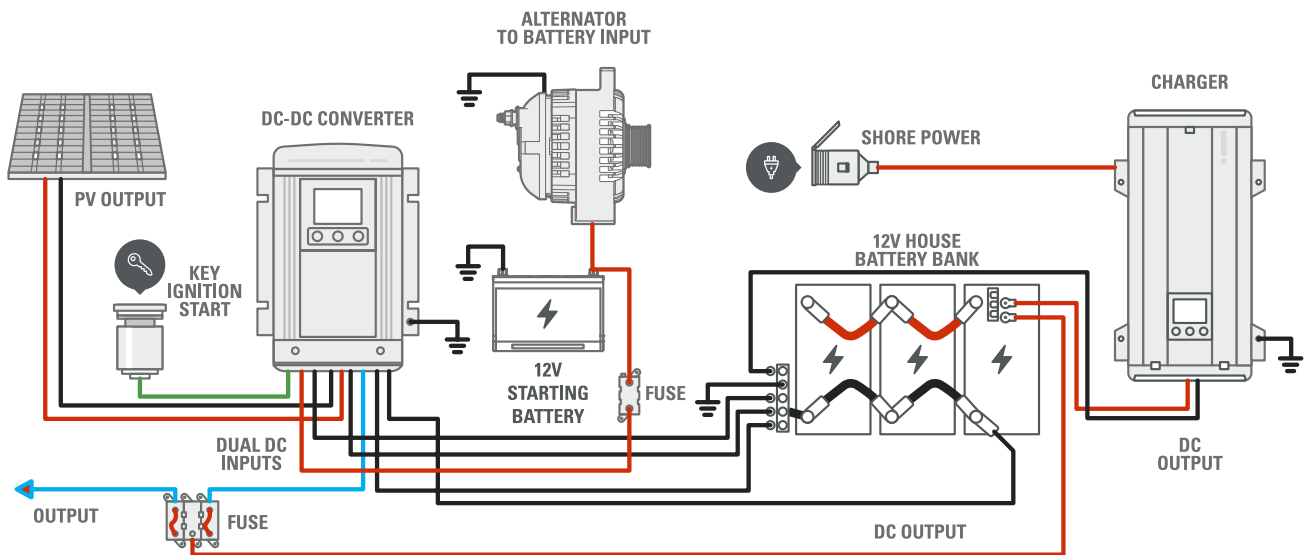 ALTERNATOR
TO BATTERY INPUT
CHARGER
DC-DC CONVERTER
SHORE POWER
PV OUTPUT
12V HOUSE
BATTERY BANK
KEY
IGNITION
START
12V
STARTING
BATTERY
FUSE
DUAL DC
INPUTS
DC
OUTPUT
OUTPUT
FUSE
DC OUTPUT